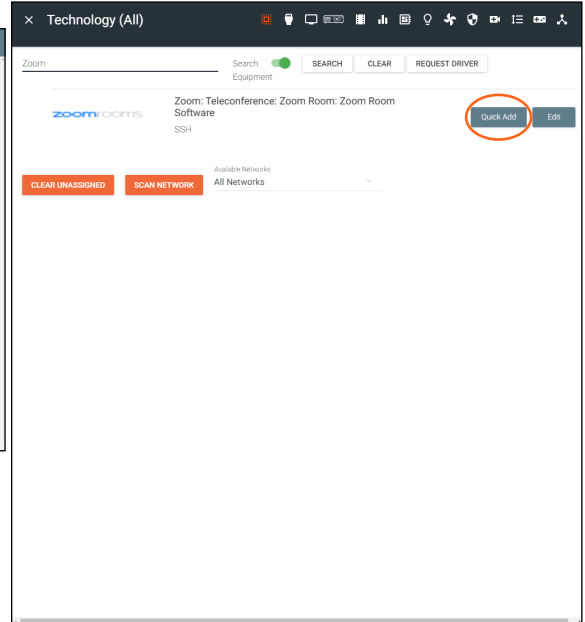 × Technology (All)
Zoom
Search Equipment
SEARCH
CLEAR
REQUEST DRIVER
zoomrooms
Zoom: Teleconference: Zoom Room: Zoom Room
Software
SSH
Quick Add
Edit
CLEAR UNASSIGNED
SCAN NETWORK
Available Networks
All Networks